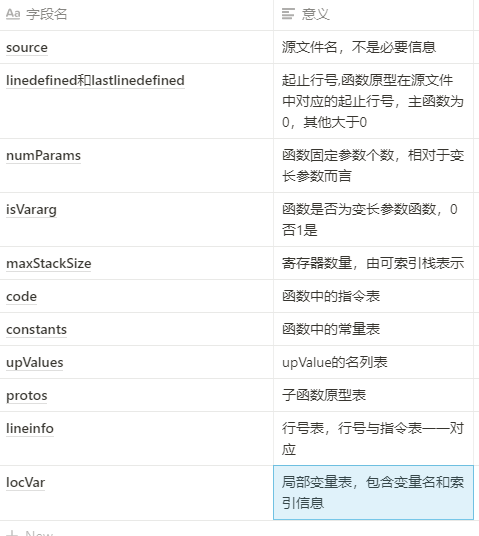 Aa 字段名 意义
source 源文件名，不是必要信息
linedefined和lastlinedefined 起止行号,函数原型在源文件
中对应的起止行号，主函数为
0，其他大于0
numParams 函数固定参数个数，相对于变
长参数而言
isVararg 函数是否为变长参数函数，0
否1是
maxStackSize 寄存器数量，由可索引栈表示
code 函数中的指令表
constants 函数中的常量表
upValues upValue的名列表
protos 子函数原型表
lineinfo 行号表，行号与指令表一一对
应
locVar 局部变量表，包含变量名和索
引信息
+ New